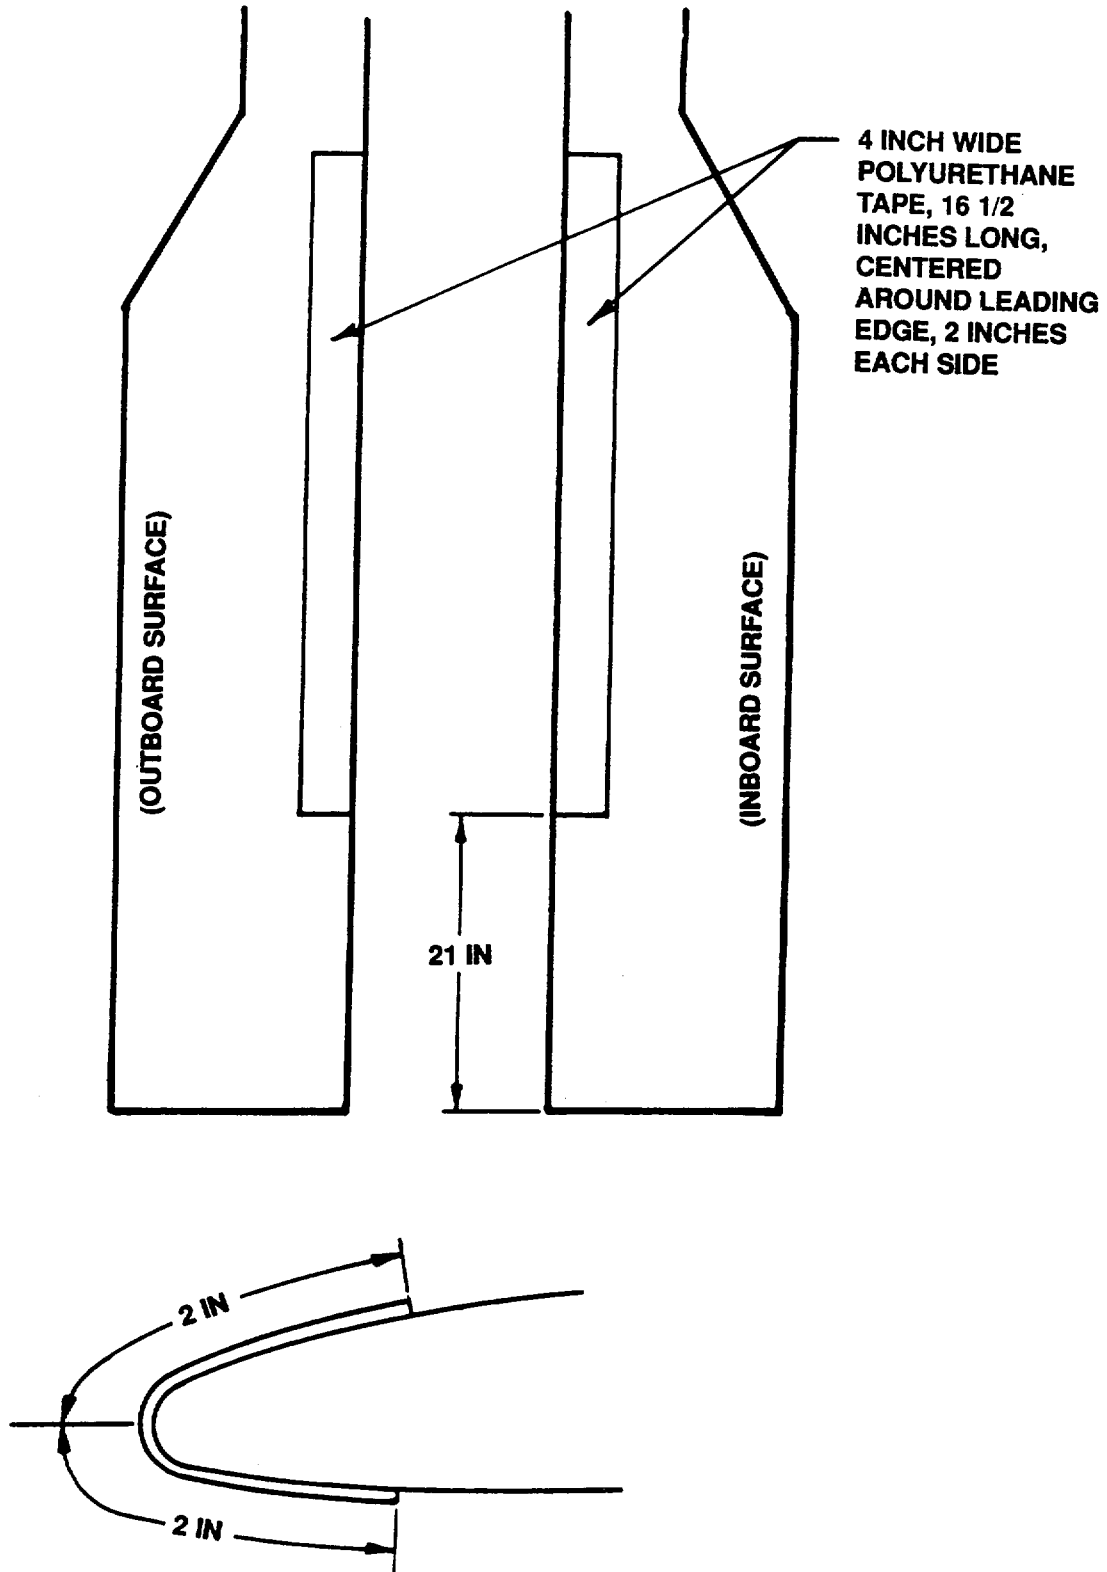 4 INCH WIDE
POLYURETHANE
TAPE, 16 1/2
INCHES LONG,
CENTERED
AROUND LEADING
EDGE, 2 INCHES
EACH SIDE
(OUTBOARD SURFACE)
(INBOARD SURFACE)
21 IN
2 IN
2 IN